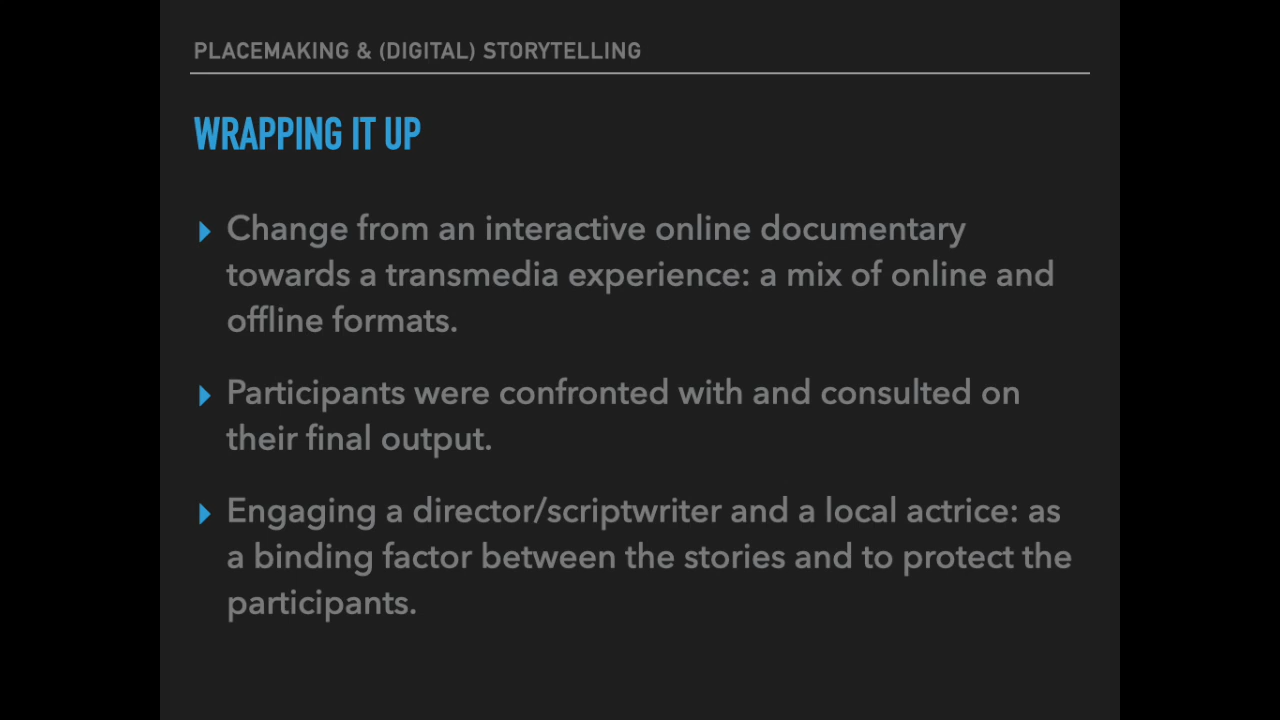 PLACEMAKING & (DIGITAL) STORYTELLING
WRAPPING IT UP
Change from an interactive online documentary
towards a transmedia experience: a mix of online and
offline formats.
Participants were confronted with and consulted on
their final output.
Engaging a director/scriptwriter and a local actrice: as
a binding factor between the stories and to protect the
participants.